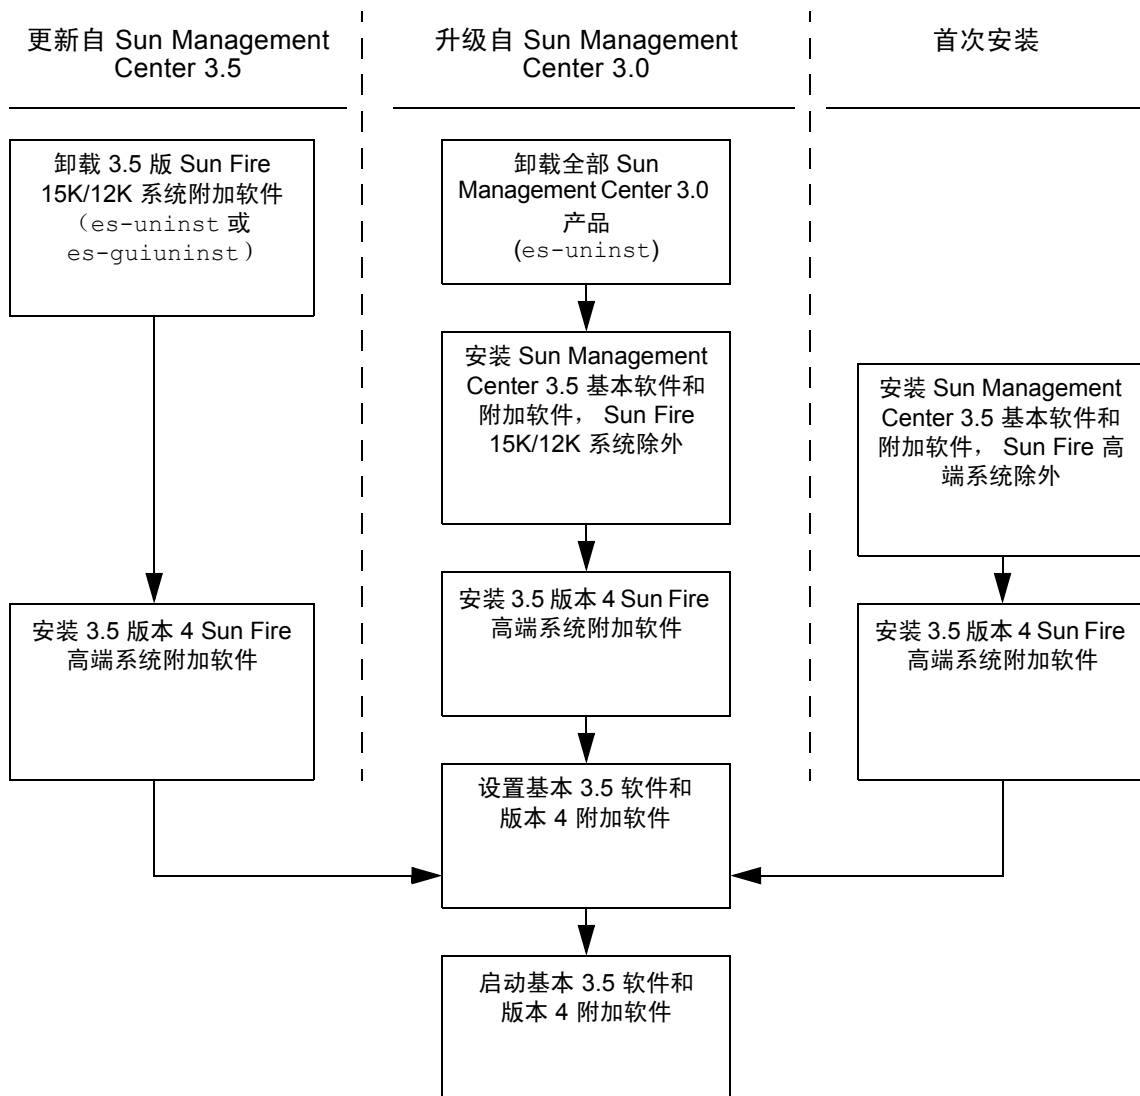 更新自 Sun Management
Center 3.5
升级自 Sun Management
Center 3.0
首次安装
卸载 3.5 版 Sun Fire
15K/12K 系统附加软件
（es-uninst 或
es-guiuninst）
卸载全部 Sun
Management Center 3.0
产品
(es-uninst)
安装 Sun Management
Center 3.5 基本软件和
附加软件， Sun Fire
15K/12K 系统除外
安装 Sun Management
Center 3.5 基本软件和
附加软件， Sun Fire 高
端系统除外
安装 3.5 版本 4 Sun Fire
高端系统附加软件
安装 3.5 版本 4 Sun Fire
高端系统附加软件
安装 3.5 版本 4 Sun Fire
高端系统附加软件
设置基本 3.5 软件和
版本 4 附加软件
启动基本 3.5 软件和
版本 4 附加软件